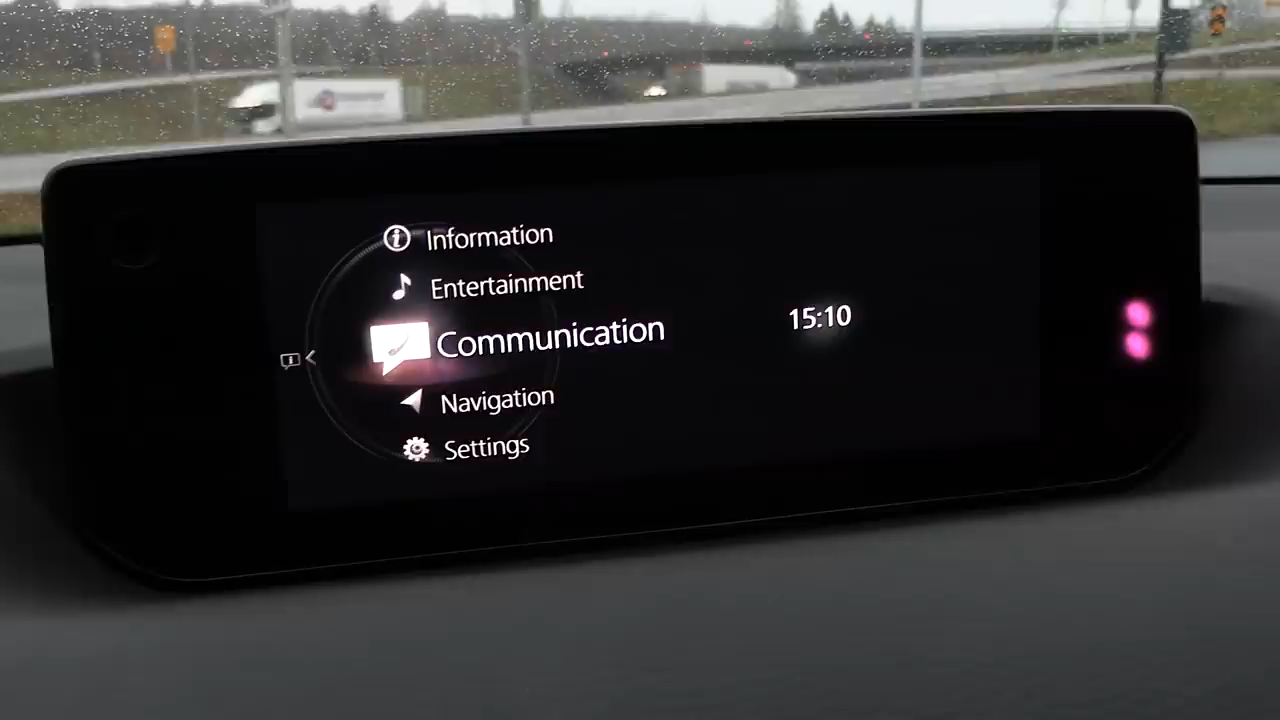 Information
Entertainment
Communication
15:10
Navigation
Settings